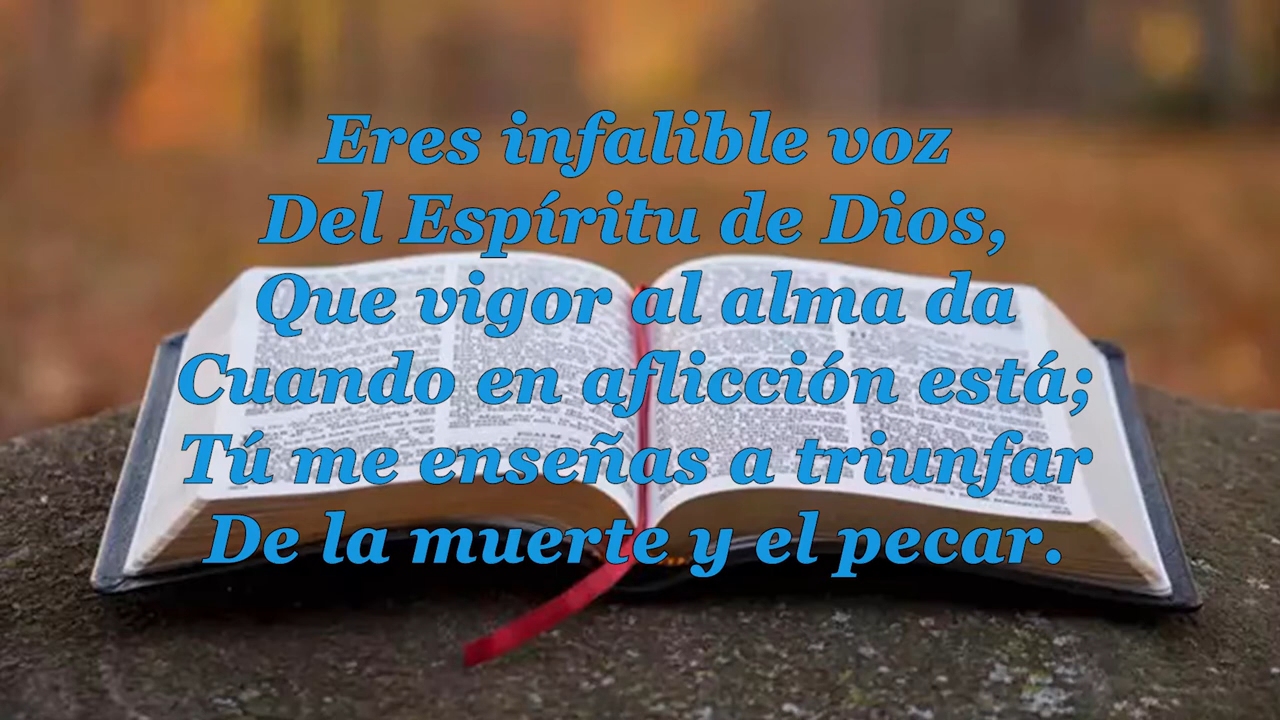 Eres infalible voz
Del Espíritu de Dios,
Que vigor al alma da
Cuando en aflicción está;
Tú me enseñas a triunfar
De la muerte y el pecar.